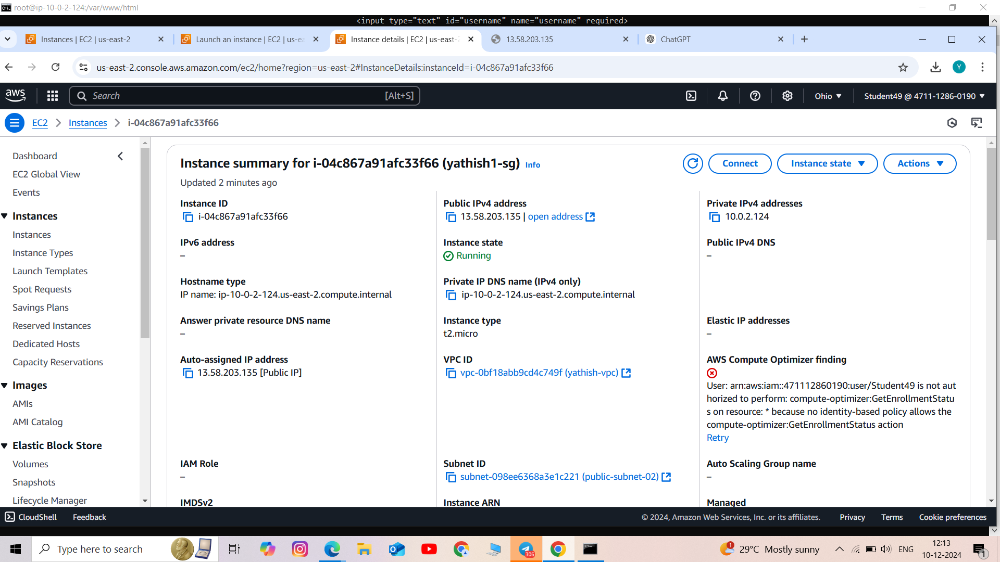 root@ip-10-0-2-124:/var/www/html
<input type="text" id="username" name="username" required>
Instances | EC2 | us-east-2
Launch an instance | EC2 | us-ea
Instance details | EC2 | us-east-2
13.58.203.135
ChatGPT
us-east-2.console.aws.amazon.com/ec2/home?region=us-east-2#InstanceDetails:instanceId=i-04c867a91afc33f66
Y
aws
Search
[Alt+S]
Ohio
Student49 @ 4711-1286-0190
EC2
Instances
i-04c867a91afc33f66
Dashboard
EC2 Global View
Events
Instances
Instances
Instance Types
Launch Templates
Spot Requests
Savings Plans
Reserved Instances
Dedicated Hosts
Capacity Reservations
Images
AMIs
AMI Catalog
Elastic Block Store
Volumes
Snapshots
Lifecycle Manager
Instance summary for i-04c867a91afc33f66 (yathish1-sg) Info
Updated 2 minutes ago
Connect
Instance state
Actions
Instance ID
i-04c867a91afc33f66
Public IPv4 address
13.58.203.135 | open address
Private IPv4 addresses
10.0.2.124
IPv6 address
–
Instance state
Running
Public IPv4 DNS
–
Hostname type
IP name: ip-10-0-2-124.us-east-2.compute.internal
Private IP DNS name (IPv4 only)
ip-10-0-2-124.us-east-2.compute.internal
Answer private resource DNS name
–
Instance type
t2.micro
Elastic IP addresses
–
Auto-assigned IP address
13.58.203.135 [Public IP]
VPC ID
vpc-0bf18abb9cd4c749f (yathish-vpc)
AWS Compute Optimizer finding
User: arn:aws:iam::471112860190:user/Student49 is not aut
horized to perform: compute-optimizer:GetEnrollmentStatu
s on resource: * because no identity-based policy allows the
compute-optimizer:GetEnrollmentStatus action
Retry
IAM Role
–
Subnet ID
subnet-098ee6368a3e1c221 (public-subnet-02)
Auto Scaling Group name
–
IMDSv2
Instance ARN
Managed
CloudShell
Feedback
© 2024, Amazon Web Services, Inc. or its affiliates.
Privacy
Terms
Cookie preferences
Type here to search
306
1
29°C Mostly sunny
ENG
12:13
10-12-2024
1